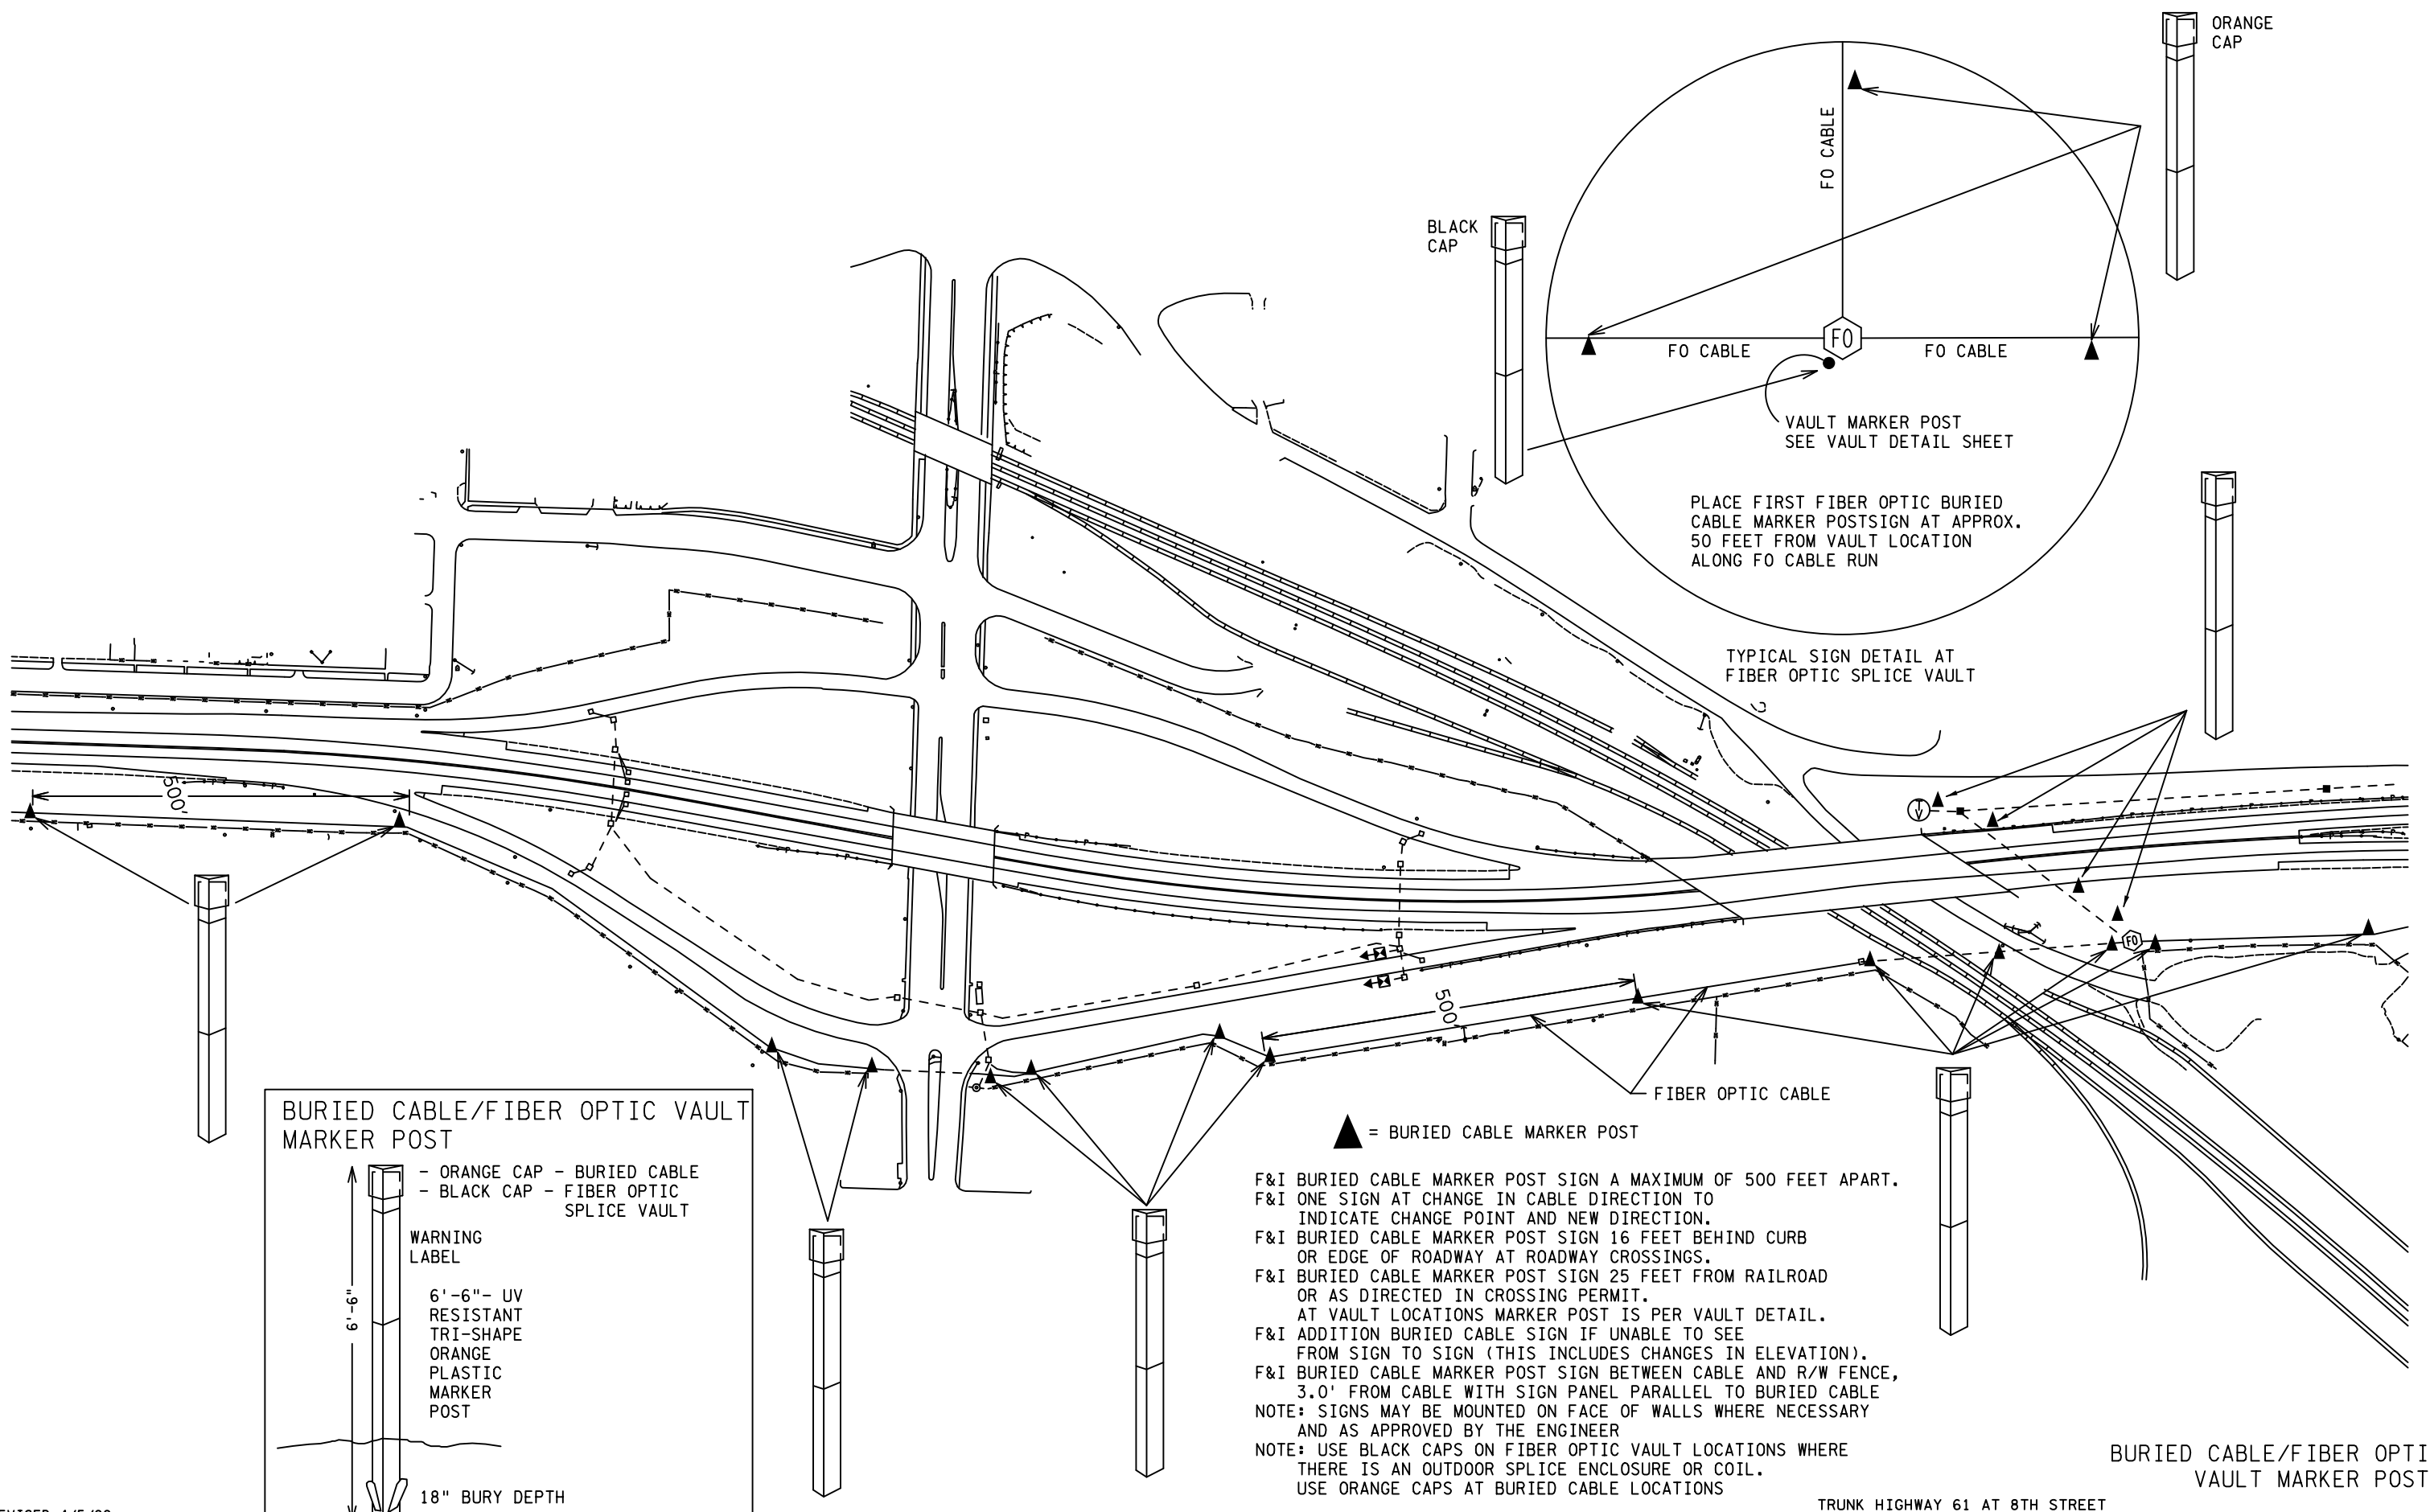 ORANGE
CAP
BLACK
CAP
FO CABLE
FO
FO CABLE
FO CABLE
VAULT MARKER POST
SEE VAULT DETAIL SHEET
PLACE FIRST FIBER OPTIC BURIED
CABLE MARKER POSTSIGN AT APPROX.
50 FEET FROM VAULT LOCATION
ALONG FO CABLE RUN
TYPICAL SIGN DETAIL AT
FIBER OPTIC SPLICE VAULT
500'
FO
500'
FIBER OPTIC CABLE
= BURIED CABLE MARKER POST
BURIED CABLE/FIBER OPTIC VAULT
MARKER POST
- ORANGE CAP - BURIED CABLE
- BLACK CAP - FIBER OPTIC
SPLICE VAULT
WARNING
LABEL
6'-6"
6'-6"- UV
RESISTANT
TRI-SHAPE
ORANGE
PLASTIC
MARKER
POST
18" BURY DEPTH
F&I BURIED CABLE MARKER POST SIGN A MAXIMUM OF 500 FEET APART.
F&I ONE SIGN AT CHANGE IN CABLE DIRECTION TO
INDICATE CHANGE POINT AND NEW DIRECTION.
F&I BURIED CABLE MARKER POST SIGN 16 FEET BEHIND CURB
OR EDGE OF ROADWAY AT ROADWAY CROSSINGS.
F&I BURIED CABLE MARKER POST SIGN 25 FEET FROM RAILROAD
OR AS DIRECTED IN CROSSING PERMIT.
AT VAULT LOCATIONS MARKER POST IS PER VAULT DETAIL.
F&I ADDITION BURIED CABLE SIGN IF UNABLE TO SEE
FROM SIGN TO SIGN (THIS INCLUDES CHANGES IN ELEVATION).
F&I BURIED CABLE MARKER POST SIGN BETWEEN CABLE AND R/W FENCE,
3.0' FROM CABLE WITH SIGN PANEL PARALLEL TO BURIED CABLE
NOTE: SIGNS MAY BE MOUNTED ON FACE OF WALLS WHERE NECESSARY
AND AS APPROVED BY THE ENGINEER
NOTE: USE BLACK CAPS ON FIBER OPTIC VAULT LOCATIONS WHERE
THERE IS AN OUTDOOR SPLICE ENCLOSURE OR COIL.
USE ORANGE CAPS AT BURIED CABLE LOCATIONS
BURIED CABLE/FIBER OPTI
VAULT MARKER POST
TRUNK HIGHWAY 61 AT 8TH STREET